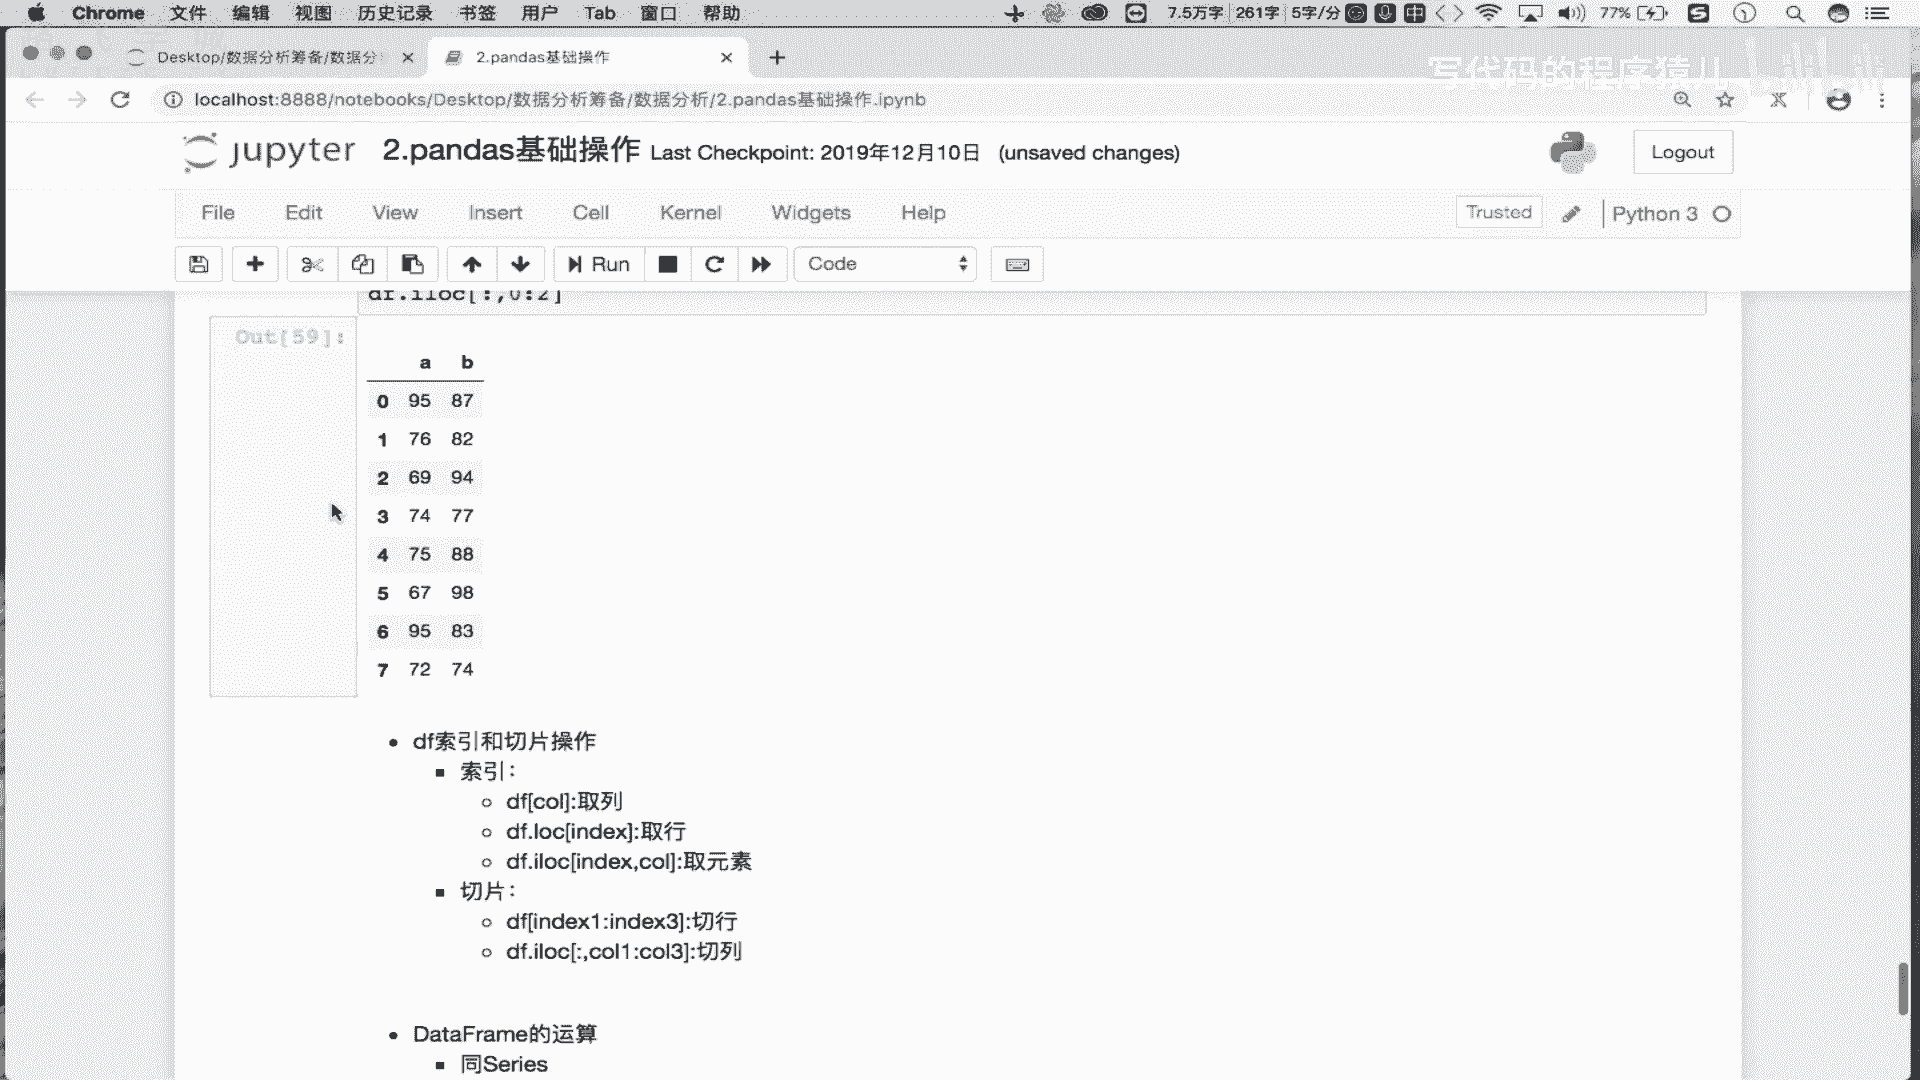 Chrome 文件 编辑 视图 历史记录 书签 用户 Tab 窗口 帮助 7.5万字 261字 5字/分 中 77%
Desktop/数据分析筹备/数据分 2.pandas基础操作
写代码的程序猿儿
localhost:8888/notebooks/Desktop/数据分析筹备/数据分析/2.pandas基础操作.ipynb
jupyter 2.pandas基础操作 Last Checkpoint: 2019年12月10日 (unsaved changes) Logout
File Edit View Insert Cell Kernel Widgets Help Trusted Python 3
Run Code
df.iloc[:,0:2]
Out[59]:
a b
0 95 87
1 76 82
2 69 94
3 74 77
4 75 88
5 67 98
6 95 83
7 72 74
df索引和切片操作
索引：
df[col]:取列
df.loc[index]:取行
df.iloc[index,col]:取元素
切片：
df[index1:index3]:切行
df.iloc[:,col1:col3]:切列
DataFrame的运算
同Series